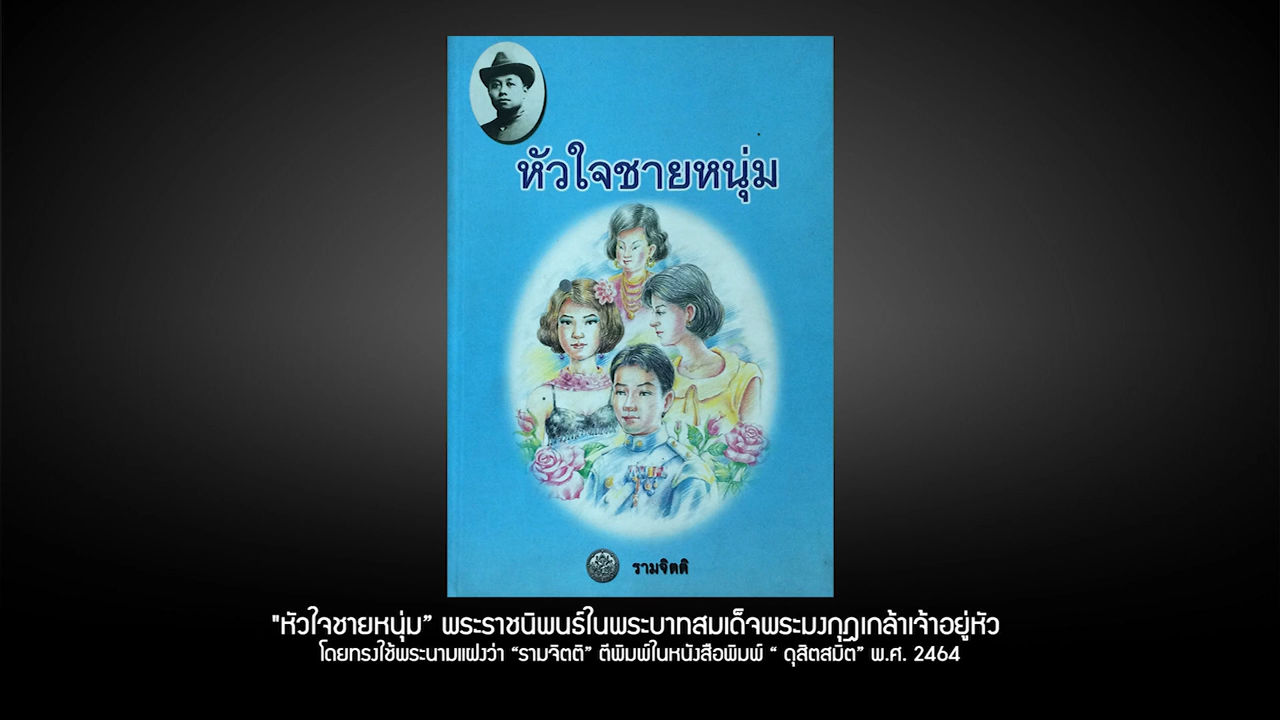 หัวใจชายหนุ่ม
รามจิตติ
"หัวใจชายหนุ่ม” พระราชนิพนธ์ในพระบาทสมเด็จพระมงกุฎเกล้าเจ้าอยู่หัว
โดยทรงใช้พระนามแฝงว่า “รามจิตติ” ตีพิมพ์ในหนังสือพิมพ์ “ ดุสิตสมิต” พ.ศ. 2464